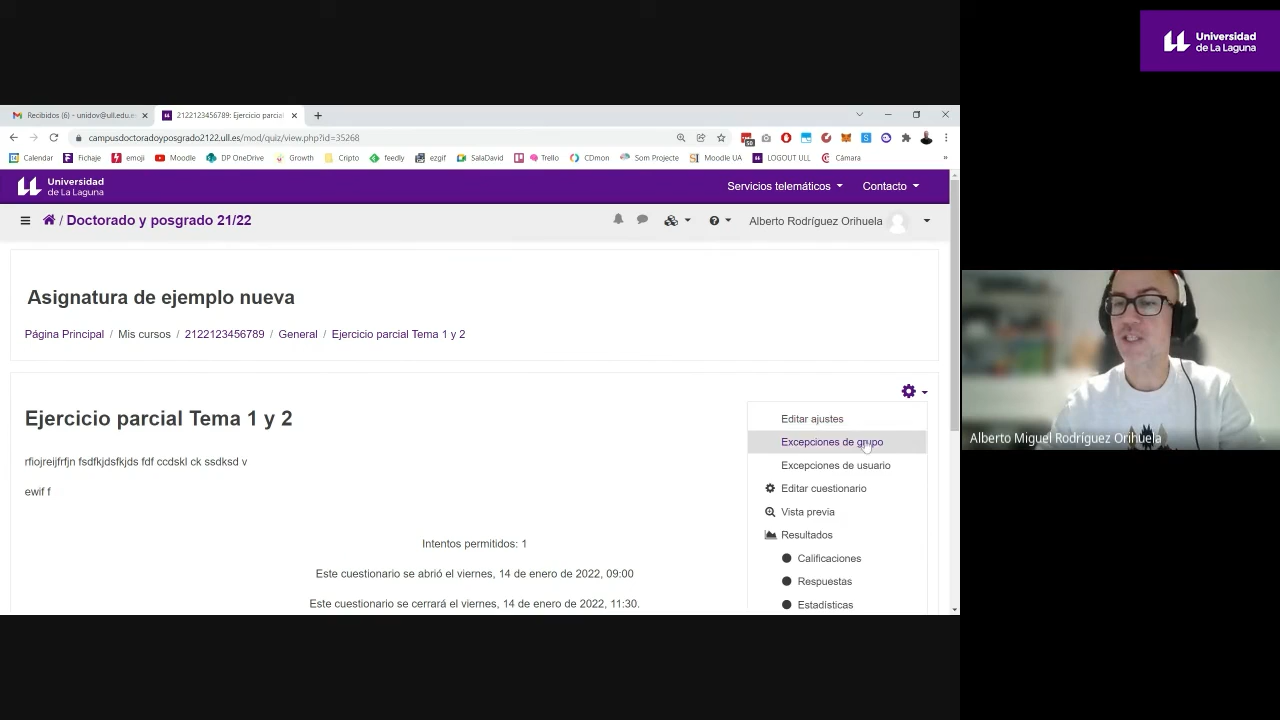 Universidad
de La Laguna
Recibidos (6) - unidov@ull.edu.es
2122123456789: Ejercicio parcial
campusdoctoradoyposgrado2122.ull.es/mod/quiz/view.php?id=35268
50
Calendar
Fichaje
emoji
Moodle
DP OneDrive
Growth
Cripto
feedly
ezgif
SalaDavid
Trello
CDmon
Som Projecte
Moodle UA
LOGOUT ULL
Cámara
»
Universidad
de La Laguna
Servicios telemáticos
Contacto
/ Doctorado y posgrado 21/22
Alberto Rodríguez Orihuela
Asignatura de ejemplo nueva
Página Principal / Mis cursos / 2122123456789 / General / Ejercicio parcial Tema 1 y 2
Ejercicio parcial Tema 1 y 2
Editar ajustes
Excepciones de grupo
rfiojreijfrfjn fsdfkjdsfkjds fdf ccdskl ck ssdksd v
Excepciones de usuario
ewif f
Editar cuestionario
Vista previa
Resultados
Intentos permitidos: 1
Calificaciones
Este cuestionario se abrió el viernes, 14 de enero de 2022, 09:00
Respuestas
Este cuestionario se cerrará el viernes, 14 de enero de 2022, 11:30.
Estadísticas
Alberto Miguel Rodríguez Orihuela